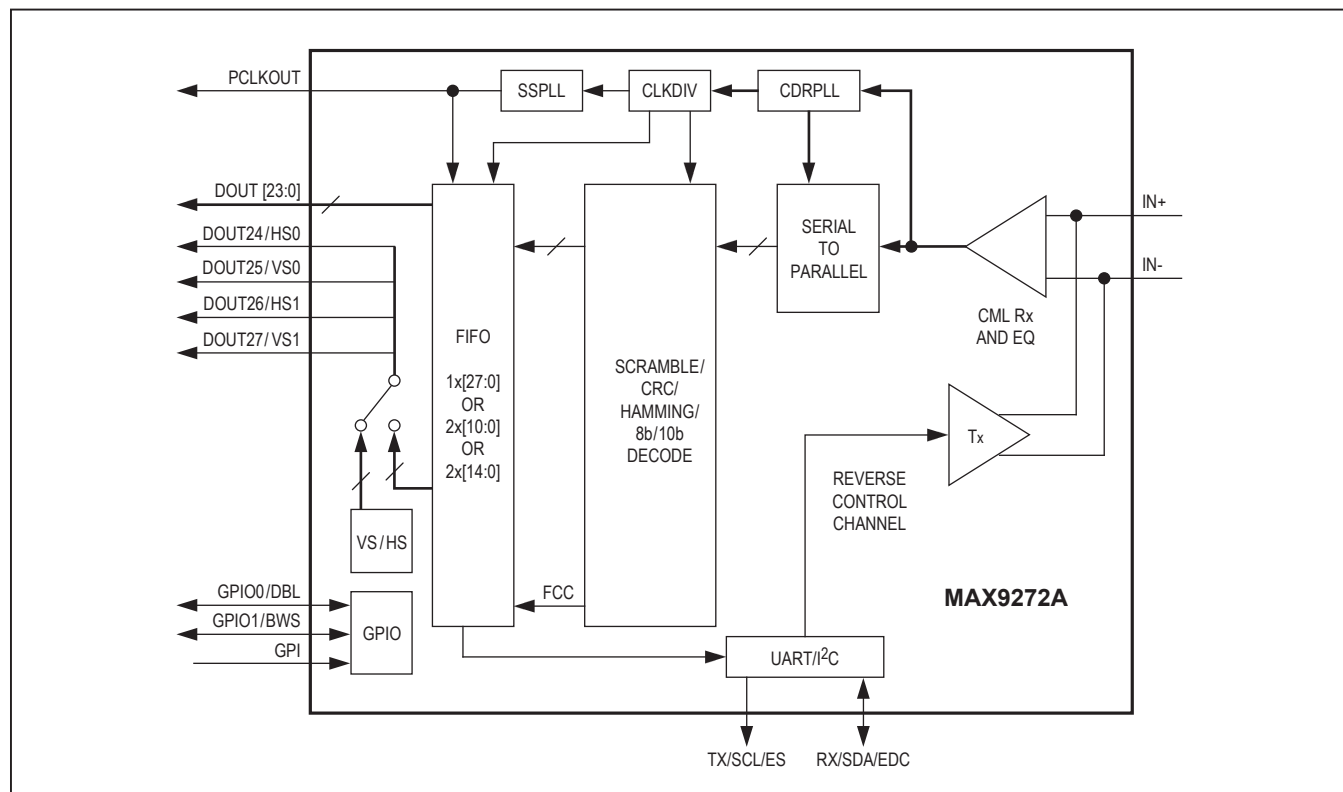 PCLKOUT
SSPLL
CLKDIV
CDRPLL
DOUT [23:0]
DOUT24/HS0
DOUT25/VS0
DOUT26/HS1
DOUT27/VS1
FIFO
1x[27:0]
OR
2x[10:0]
OR
2x[14:0]
SCRAMBLE/
CRC/
HAMMING/
8b/10b
DECODE
SERIAL
TO
PARALLEL
IN+
IN-
CML Rx
AND EQ
Tx
REVERSE
CONTROL
CHANNEL
VS/HS
FCC
MAX9272A
GPIO0/DBL
GPIO1/BWS
GPI
GPIO
UART/I²C
TX/SCL/ES
RX/SDA/EDC